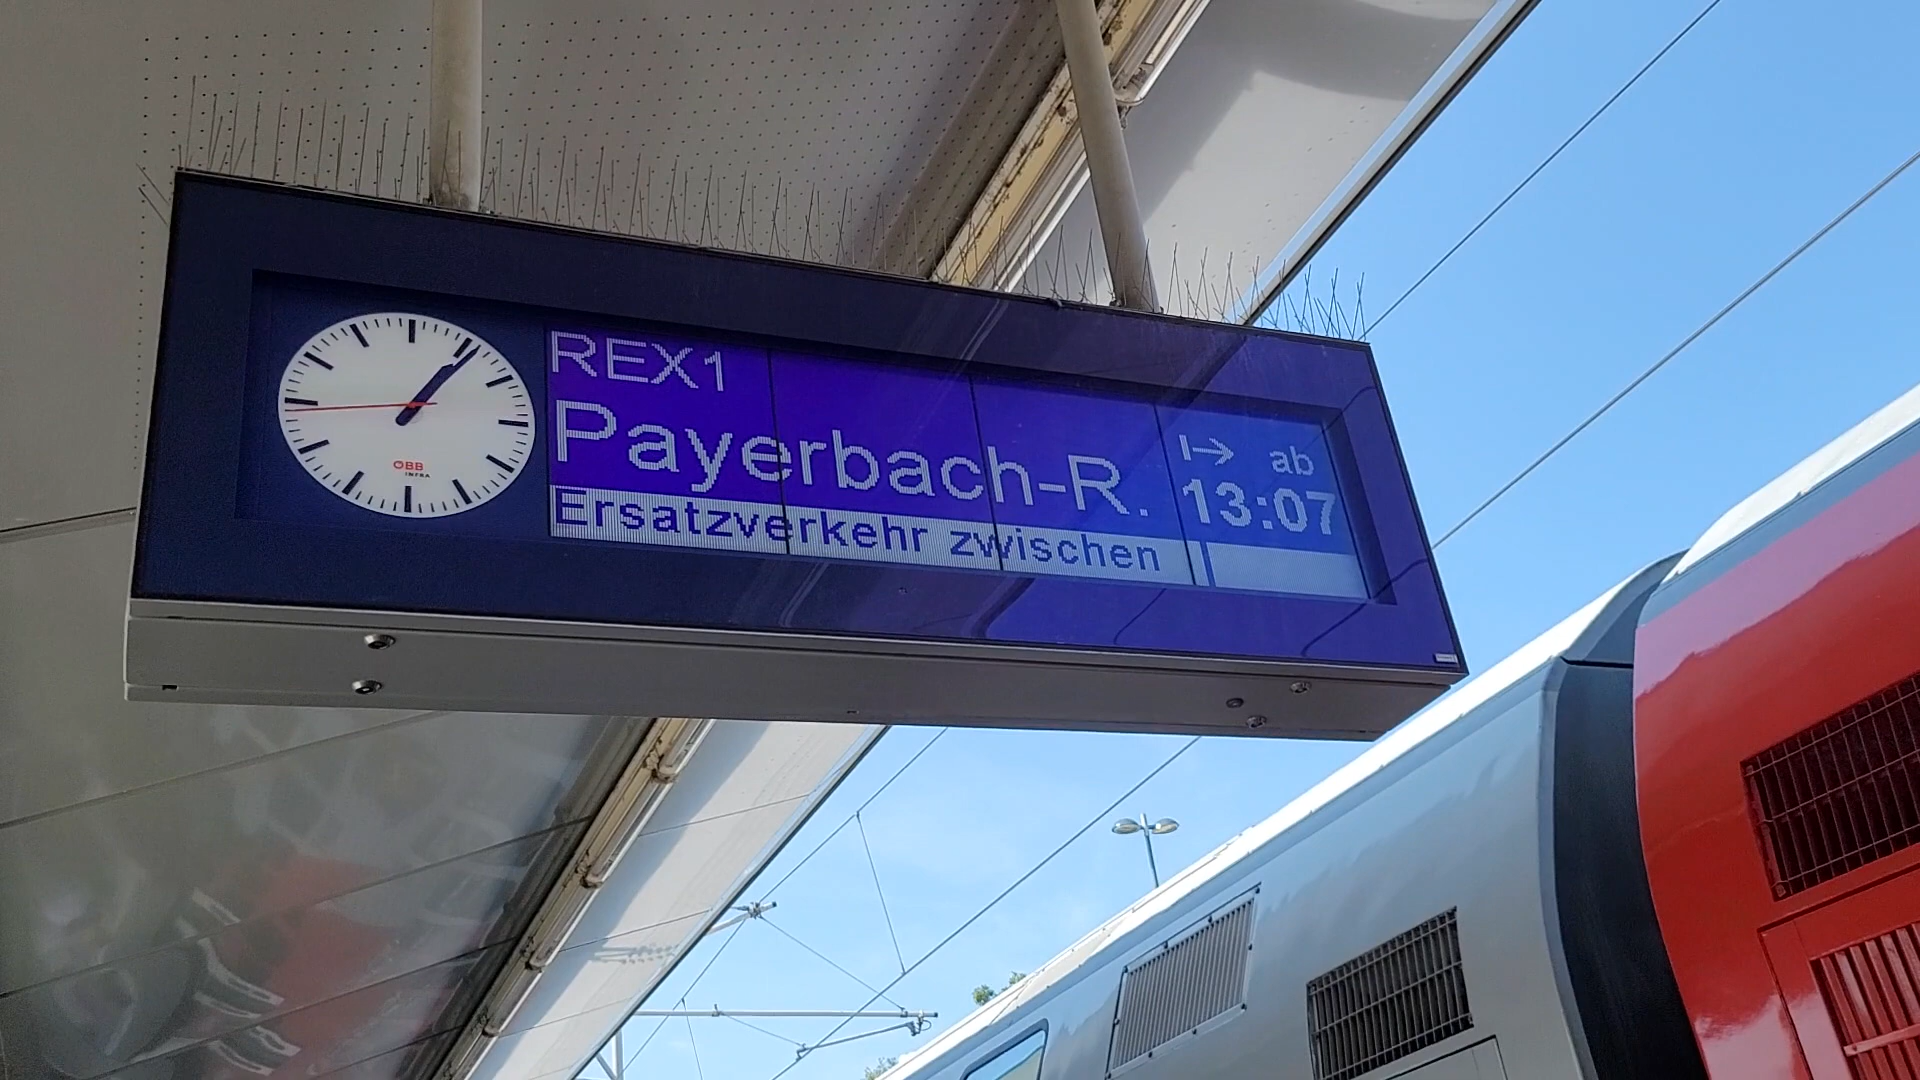 REX1
Payerbach-R.
ab
13:07
Ersatzverkehr zwischen
ÖBB
INFRA